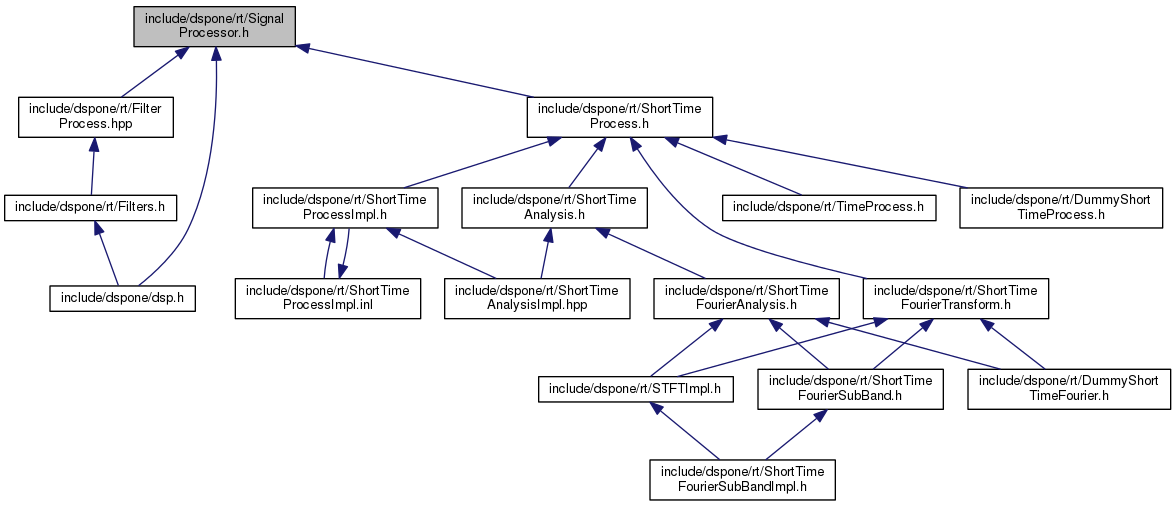 include/dspone/rt/Signal
Processor.h
include/dspone/rt/Filter
Process.hpp
include/dspone/rt/ShortTime
Process.h
include/dspone/rt/Filters.h
include/dspone/rt/ShortTime
ProcessImpl.h
include/dspone/rt/ShortTime
Analysis.h
include/dspone/rt/TimeProcess.h
include/dspone/rt/DummyShort
TimeProcess.h
include/dspone/dsp.h
include/dspone/rt/ShortTime
ProcessImpl.inl
include/dspone/rt/ShortTime
AnalysisImpl.hpp
include/dspone/rt/ShortTime
FourierAnalysis.h
include/dspone/rt/ShortTime
FourierTransform.h
include/dspone/rt/STFTImpl.h
include/dspone/rt/ShortTime
FourierSubBand.h
include/dspone/rt/DummyShort
TimeFourier.h
include/dspone/rt/ShortTime
FourierSubBandImpl.h